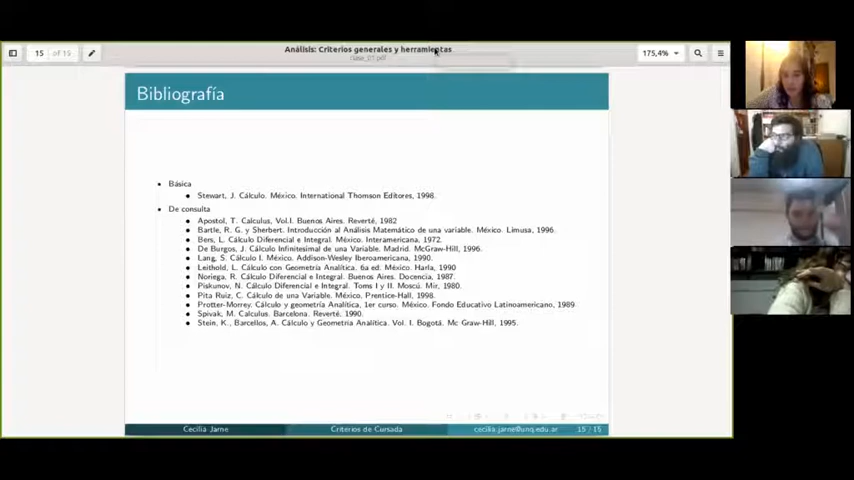 15 of 15
Análisis: Criterios generales y herramientas
clase_01.pdf
175,4%
Bibliografía
Básica
Stewart, J. Cálculo. México. International Thomson Editores, 1998.
De consulta
Apostol, T. Calculus, Vol.I. Buenos Aires. Reverté, 1982
Bartle, R. G. y Sherbert. Introducción al Análisis Matemático de una variable. México. Limusa, 1996.
Bers, L. Cálculo Diferencial e Integral. México. Interamericana, 1972.
De Burgos, J. Cálculo Infinitesimal de una Variable. Madrid. McGraw-Hill, 1996.
Lang, S. Cálculo I. México. Addison-Wesley Iberoamericana, 1990.
Leithold, L. Cálculo con Geometría Analítica. 6a ed. México. Harla, 1990
Noriega, R. Cálculo Diferencial e Integral. Buenos Aires. Docencia, 1987.
Piskunov, N. Cálculo Diferencial e Integral. Toms I y II. Moscú. Mir, 1980.
Pita Ruiz, C. Cálculo de una Variable. México. Prentice-Hall, 1998.
Protter-Morrey. Cálculo y geometría Analítica, 1er curso. México. Fondo Educativo Latinoamericano, 1989.
Spivak, M. Calculus. Barcelona. Reverté. 1990.
Stein, K., Barcellos, A. Cálculo y Geometria Analítica. Vol. I. Bogotá. Mc Graw-Hill, 1995.
Cecilia Jarne Criterios de Cursada cecilia.jarne@unq.edu.ar 15 / 15